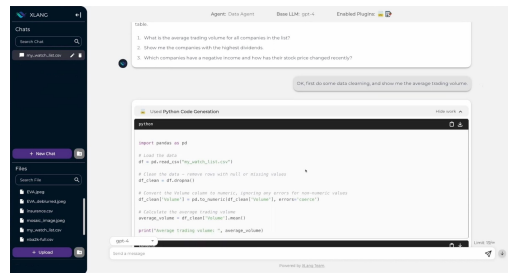 XLANG
Chats
Search Chat
my_watch_list.csv
+ New Chat
Files
Search File
EVA.jpeg
EVA_detoured.jpeg
insurance.csv
mosaic_image.jpeg
my_watch_list.csv
+ Upload
Agent: Data Agent
Base LLM: gpt-4
Enabled Plugins:
table.
1. What is the average trading volume for all companies in the list?
2. Show me the companies with the highest dividends.
3. Which companies have a negative income and how has their stock price changed recently?
OK, first do some data cleaning, and show me the average trading volume.
Used Python Code Generation
Hide work
python
import pandas as pd
# Load the data
df = pd.read_csv("my_watch_list.csv")
# Clean the data - remove rows with null or missing values
df_clean = df.dropna()
# Convert the Volume column to numeric, ignoring any errors for non-numeric values
df_clean["Volume"] = pd.to_numeric(df_clean["Volume"], errors="coerce")
# Calculate the average trading volume
average_volume = df_clean["Volume"].mean()
print("Average trading volume: ", average_volume)
gpt-4
Send a message
Powered by XLang Team.